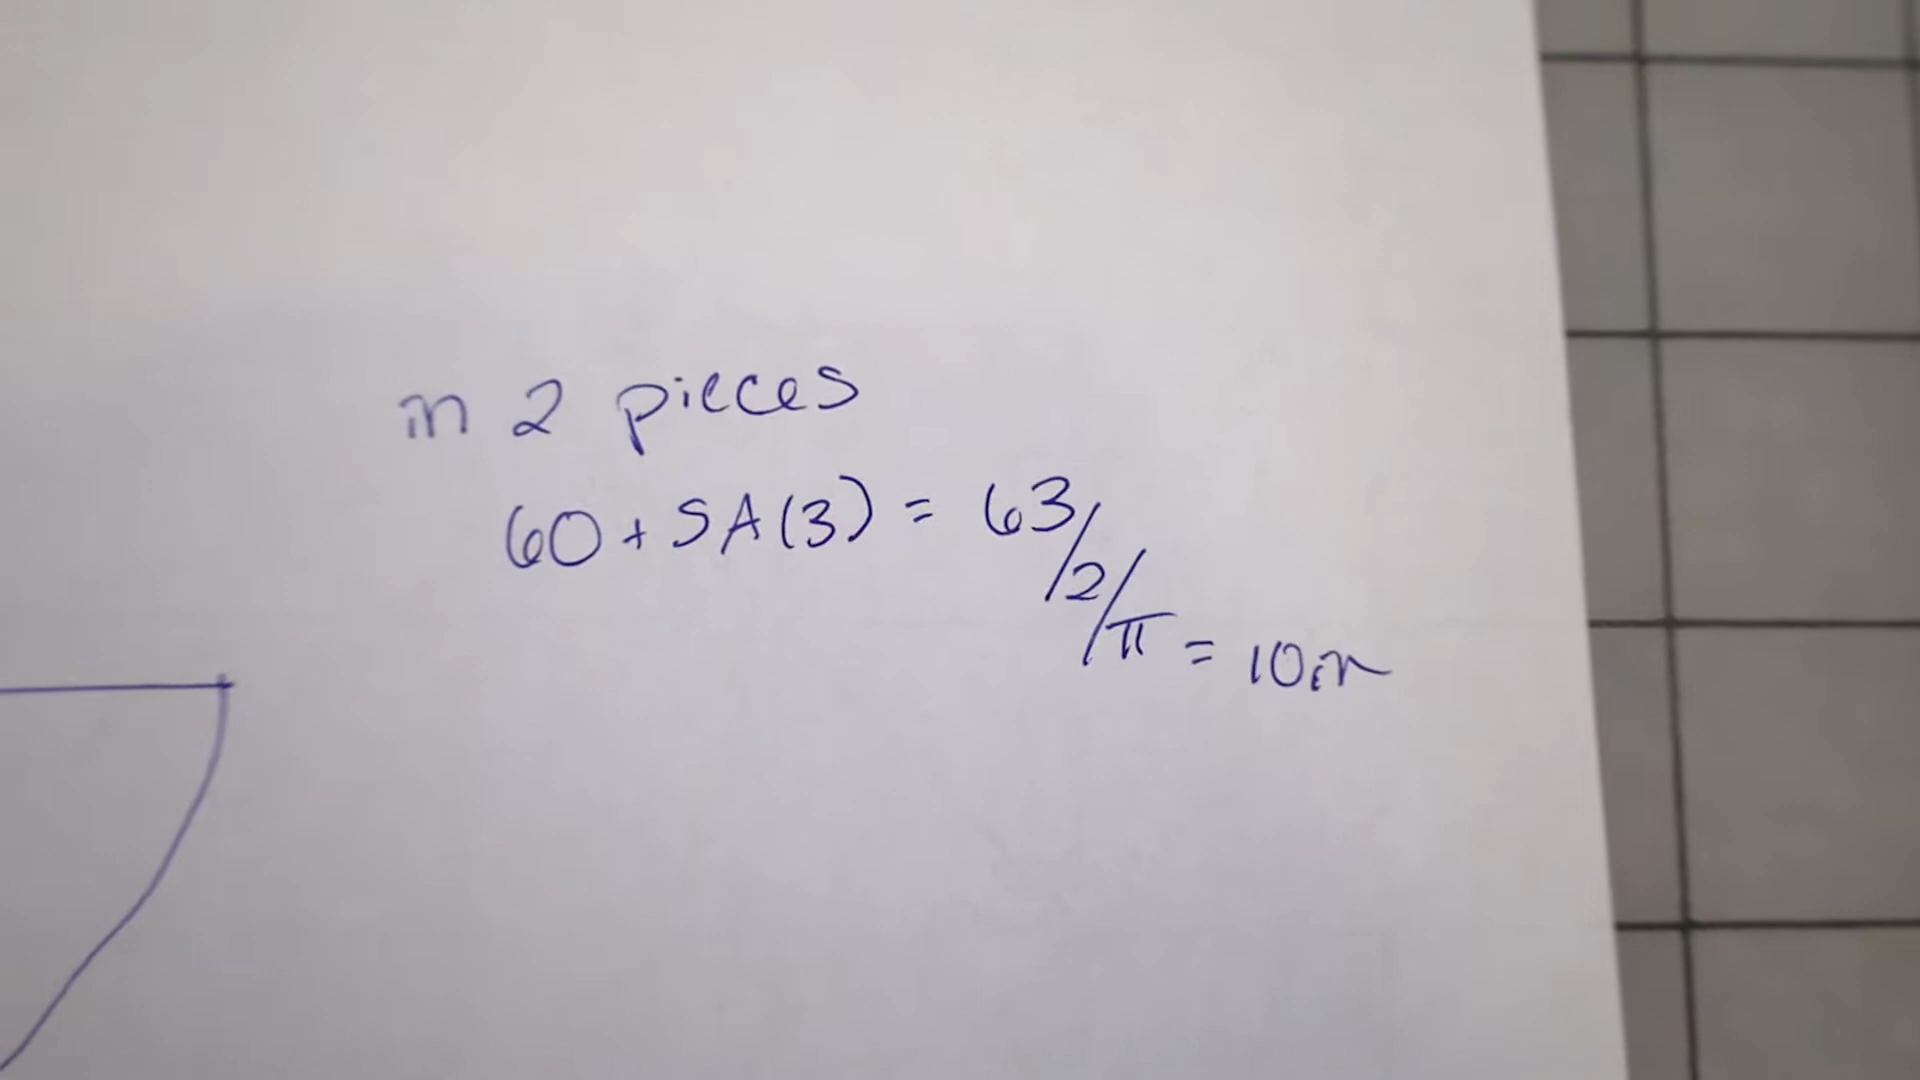 in 2 pieces
60 + SA (3) = 63
/2/π = 10in